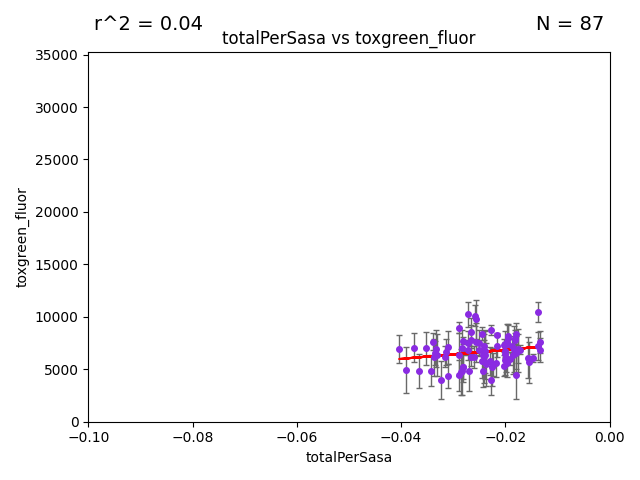 r^2 = 0.04
N = 87
totalPerSasa vs toxgreen_fluor
35000
30000
25000
20000
15000
10000
5000
0
toxgreen_fluor
−0.10
−0.08
−0.06
−0.04
−0.02
0.00
totalPerSasa